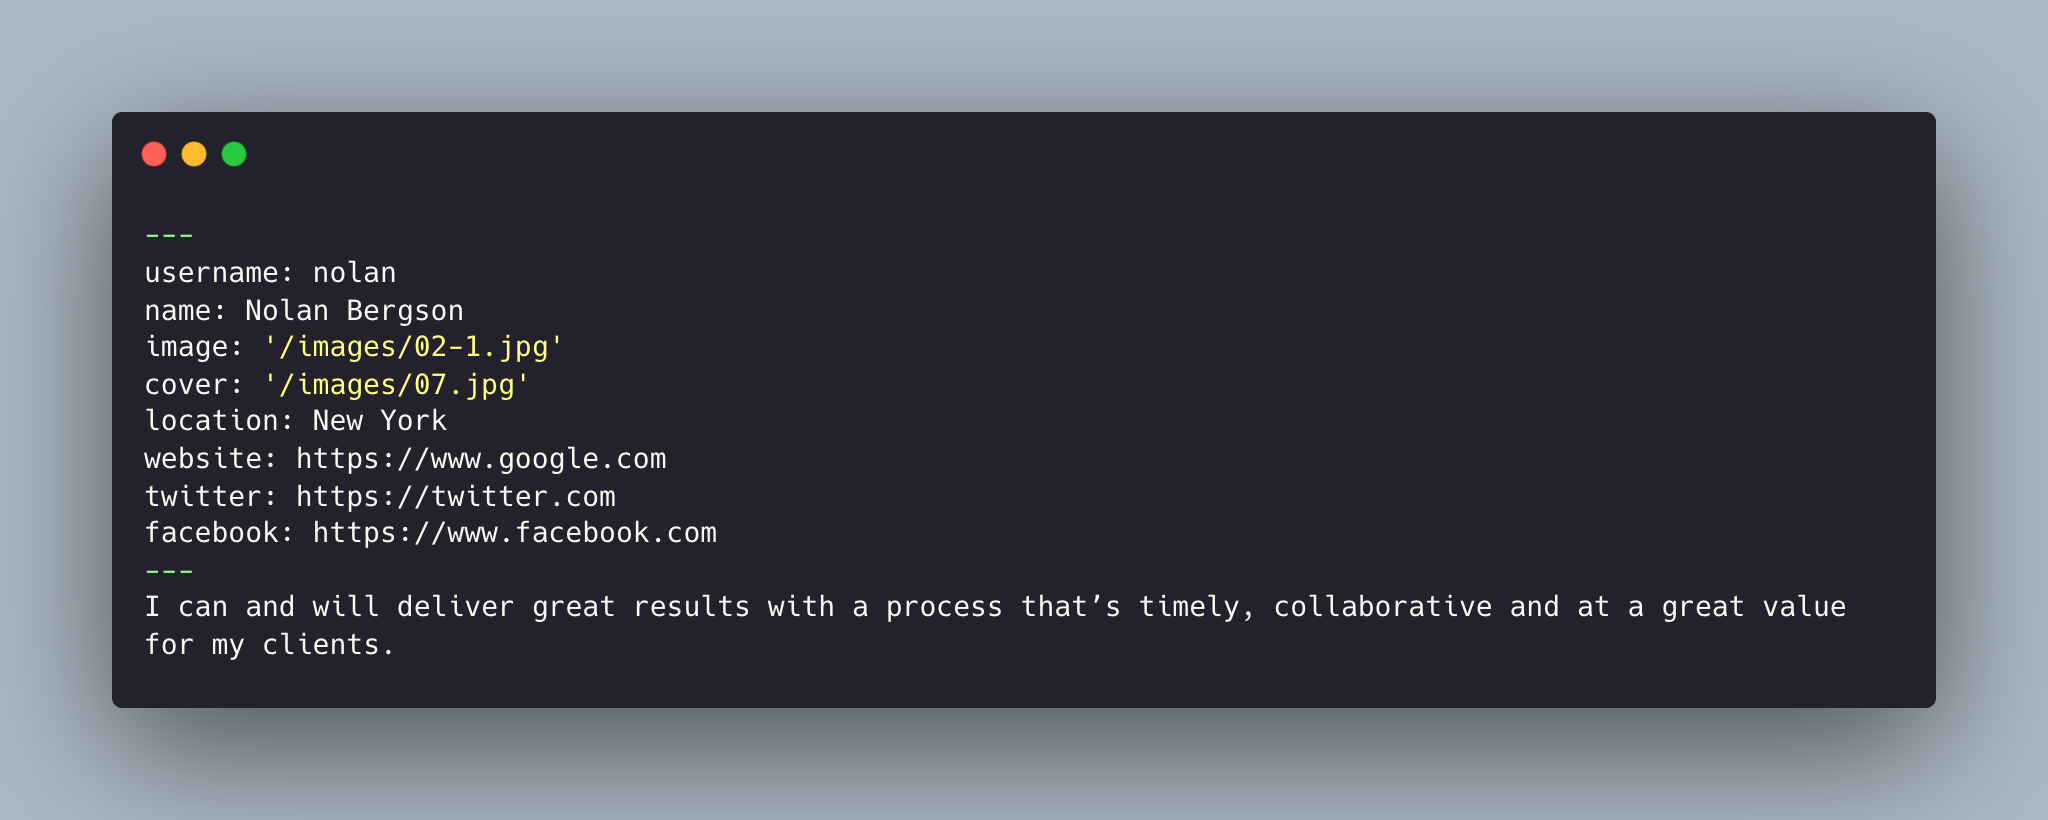 ---
username: nolan
name: Nolan Bergson
image: '/images/02-1.jpg'
cover: '/images/07.jpg'
location: New York
website: https://www.google.com
twitter: https://twitter.com
facebook: https://www.facebook.com
---
I can and will deliver great results with a process that’s timely, collaborative and at a great value
for my clients.